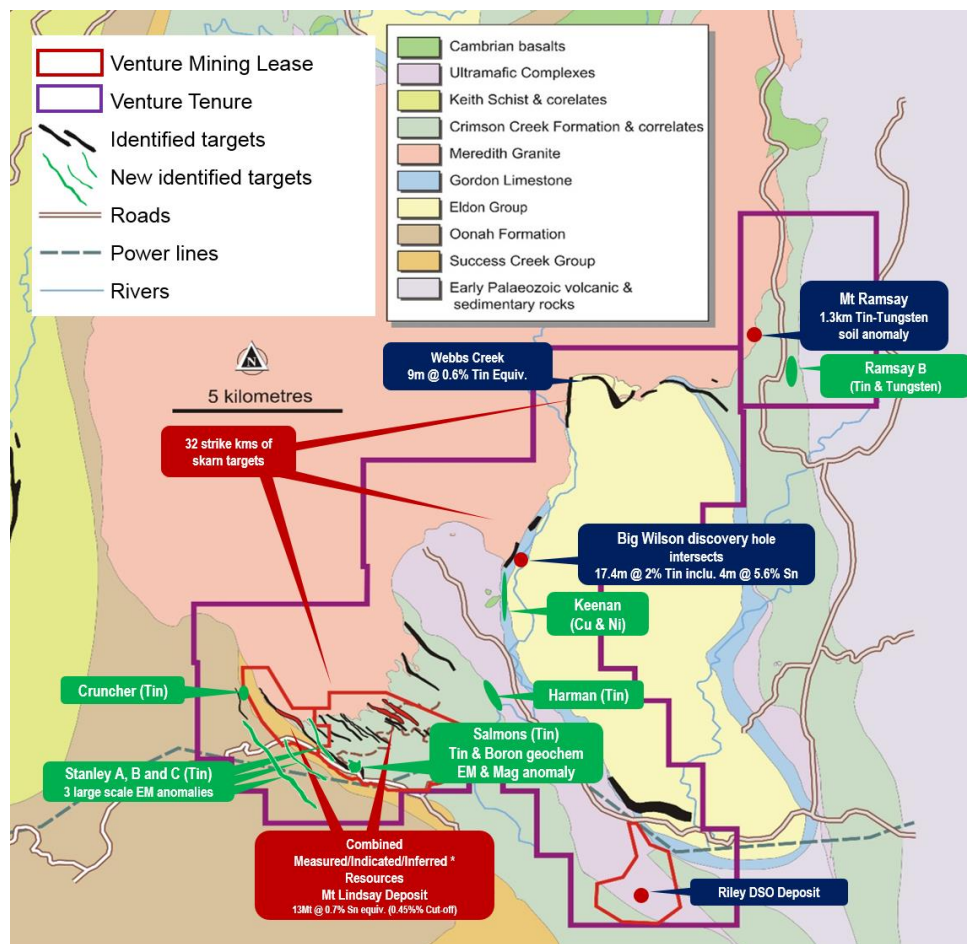 Venture Mining Lease
Venture Tenure
Identified targets
New identified targets
Roads
Power lines
Rivers
Cambrian basalts
Ultramafic Complexes
Keith Schist & corelates
Crimson Creek Formation & correlates
Meredith Granite
Gordon Limestone
Eldon Group
Oonah Formation
Success Creek Group
Early Palaeozoic volcanic &
sedimentary rocks
N
5 kilometres
Mt Ramsay
1.3km Tin-Tungsten
soil anomaly
Ramsay B
(Tin & Tungsten)
Webbs Creek
9m @ 0.6% Tin Equiv.
32 strike kms of
skarn targets
Big Wilson discovery hole
intersects
17.4m @ 2% Tin inclu. 4m @ 5.6% Sn
Keenan
(Cu & Ni)
Cruncher (Tin)
Harman (Tin)
Salmons (Tin)
Tin & Boron geochem
EM & Mag anomaly
Stanley A, B and C (Tin)
3 large scale EM anomalies
Combined
Measured/Indicated/Inferred *
Resources
Mt Lindsay Deposit
13Mt @ 0.7% Sn equiv. (0.45%% Cut-off)
Riley DSO Deposit